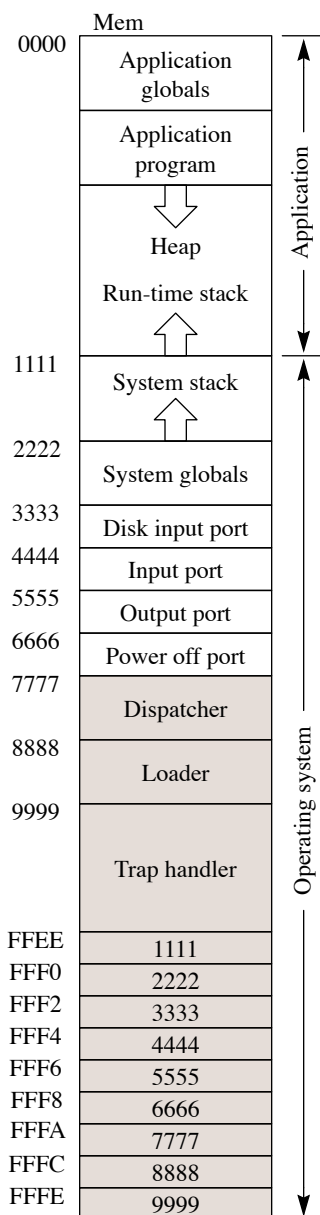 Mem
0000
Application
globals
Application
program
Heap
Run-time stack
Application
1111
System stack
2222
System globals
3333
Disk input port
4444
Input port
5555
Output port
6666
Power off port
7777
Dispatcher
8888
Loader
9999
Trap handler
Operating system
FFEE
1111
FFF0
2222
FFF2
3333
FFF4
4444
FFF6
5555
FFF8
6666
FFFA
7777
FFFC
8888
FFFE
9999